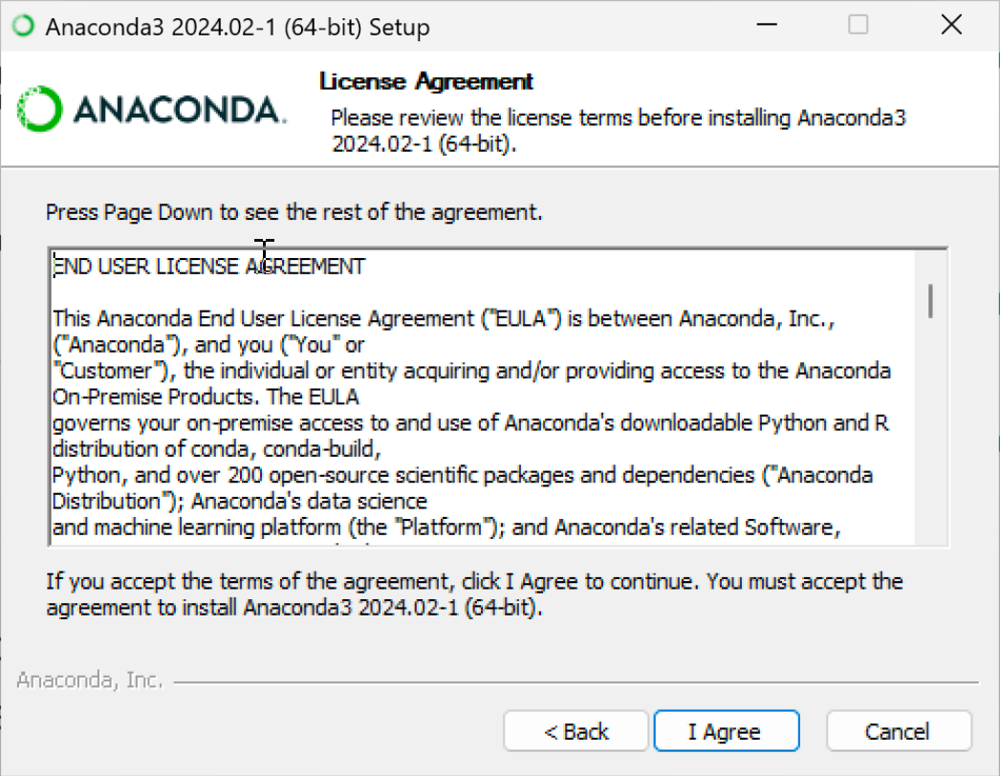 Anaconda3 2024.02-1 (64-bit) Setup
ANACONDA.
License Agreement
Please review the license terms before installing Anaconda3
2024.02-1 (64-bit).
Press Page Down to see the rest of the agreement.
END USER LICENSE AGREEMENT
This Anaconda End User License Agreement ("EULA") is between Anaconda, Inc.,
("Anaconda"), and you ("You" or
"Customer"), the individual or entity acquiring and/or providing access to the Anaconda
On-Premise Products. The EULA
governs your on-premise access to and use of Anaconda's downloadable Python and R
distribution of conda, conda-build,
Python, and over 200 open-source scientific packages and dependencies ("Anaconda
Distribution"); Anaconda's data science
and machine learning platform (the "Platform"); and Anaconda's related Software,
If you accept the terms of the agreement, click I Agree to continue. You must accept the
agreement to install Anaconda3 2024.02-1 (64-bit).
Anaconda, Inc.
< Back
I Agree
Cancel